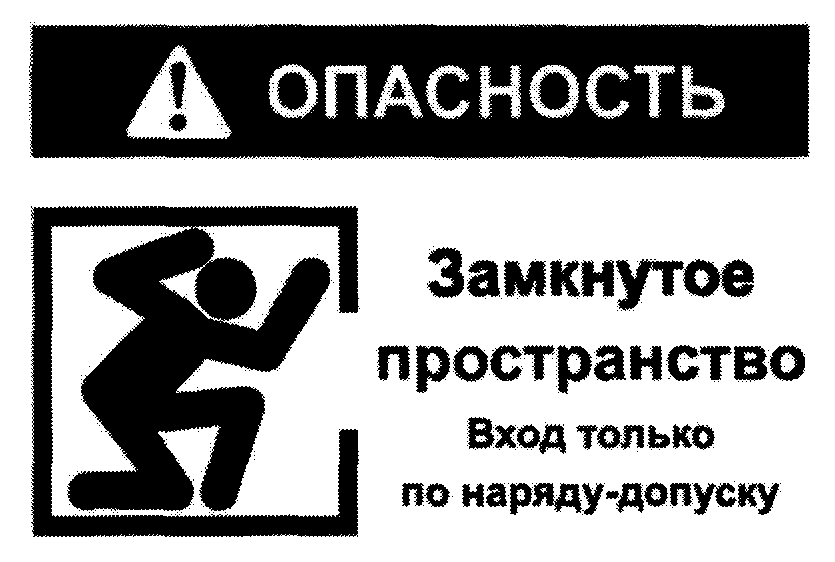 ОПАСНОСТЬ
Замкнутое
пространство
Вход только
по наряду-допуску